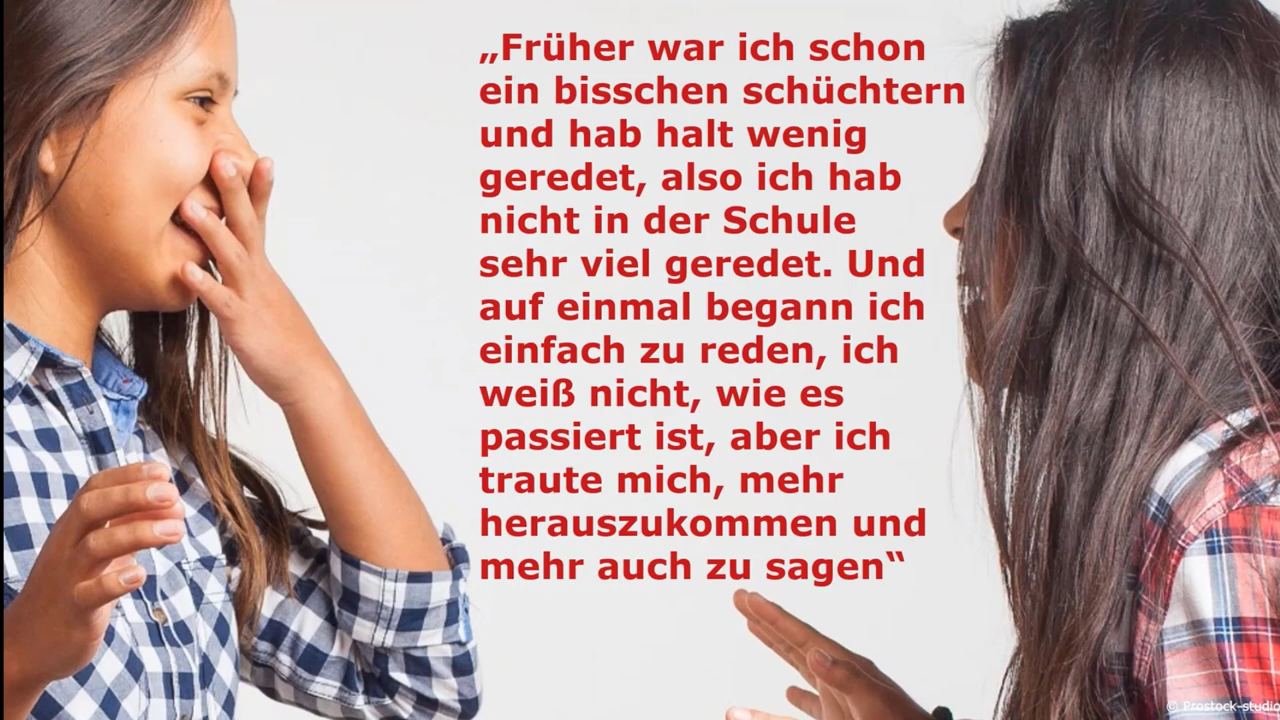 „Früher war ich schon
ein bisschen schüchtern
und hab halt wenig
geredet, also ich hab
nicht in der Schule
sehr viel geredet. Und
auf einmal begann ich
einfach zu reden, ich
weiß nicht, wie es
passiert ist, aber ich
traute mich, mehr
herauszukommen und
mehr auch zu sagen“
© Prostock-studio